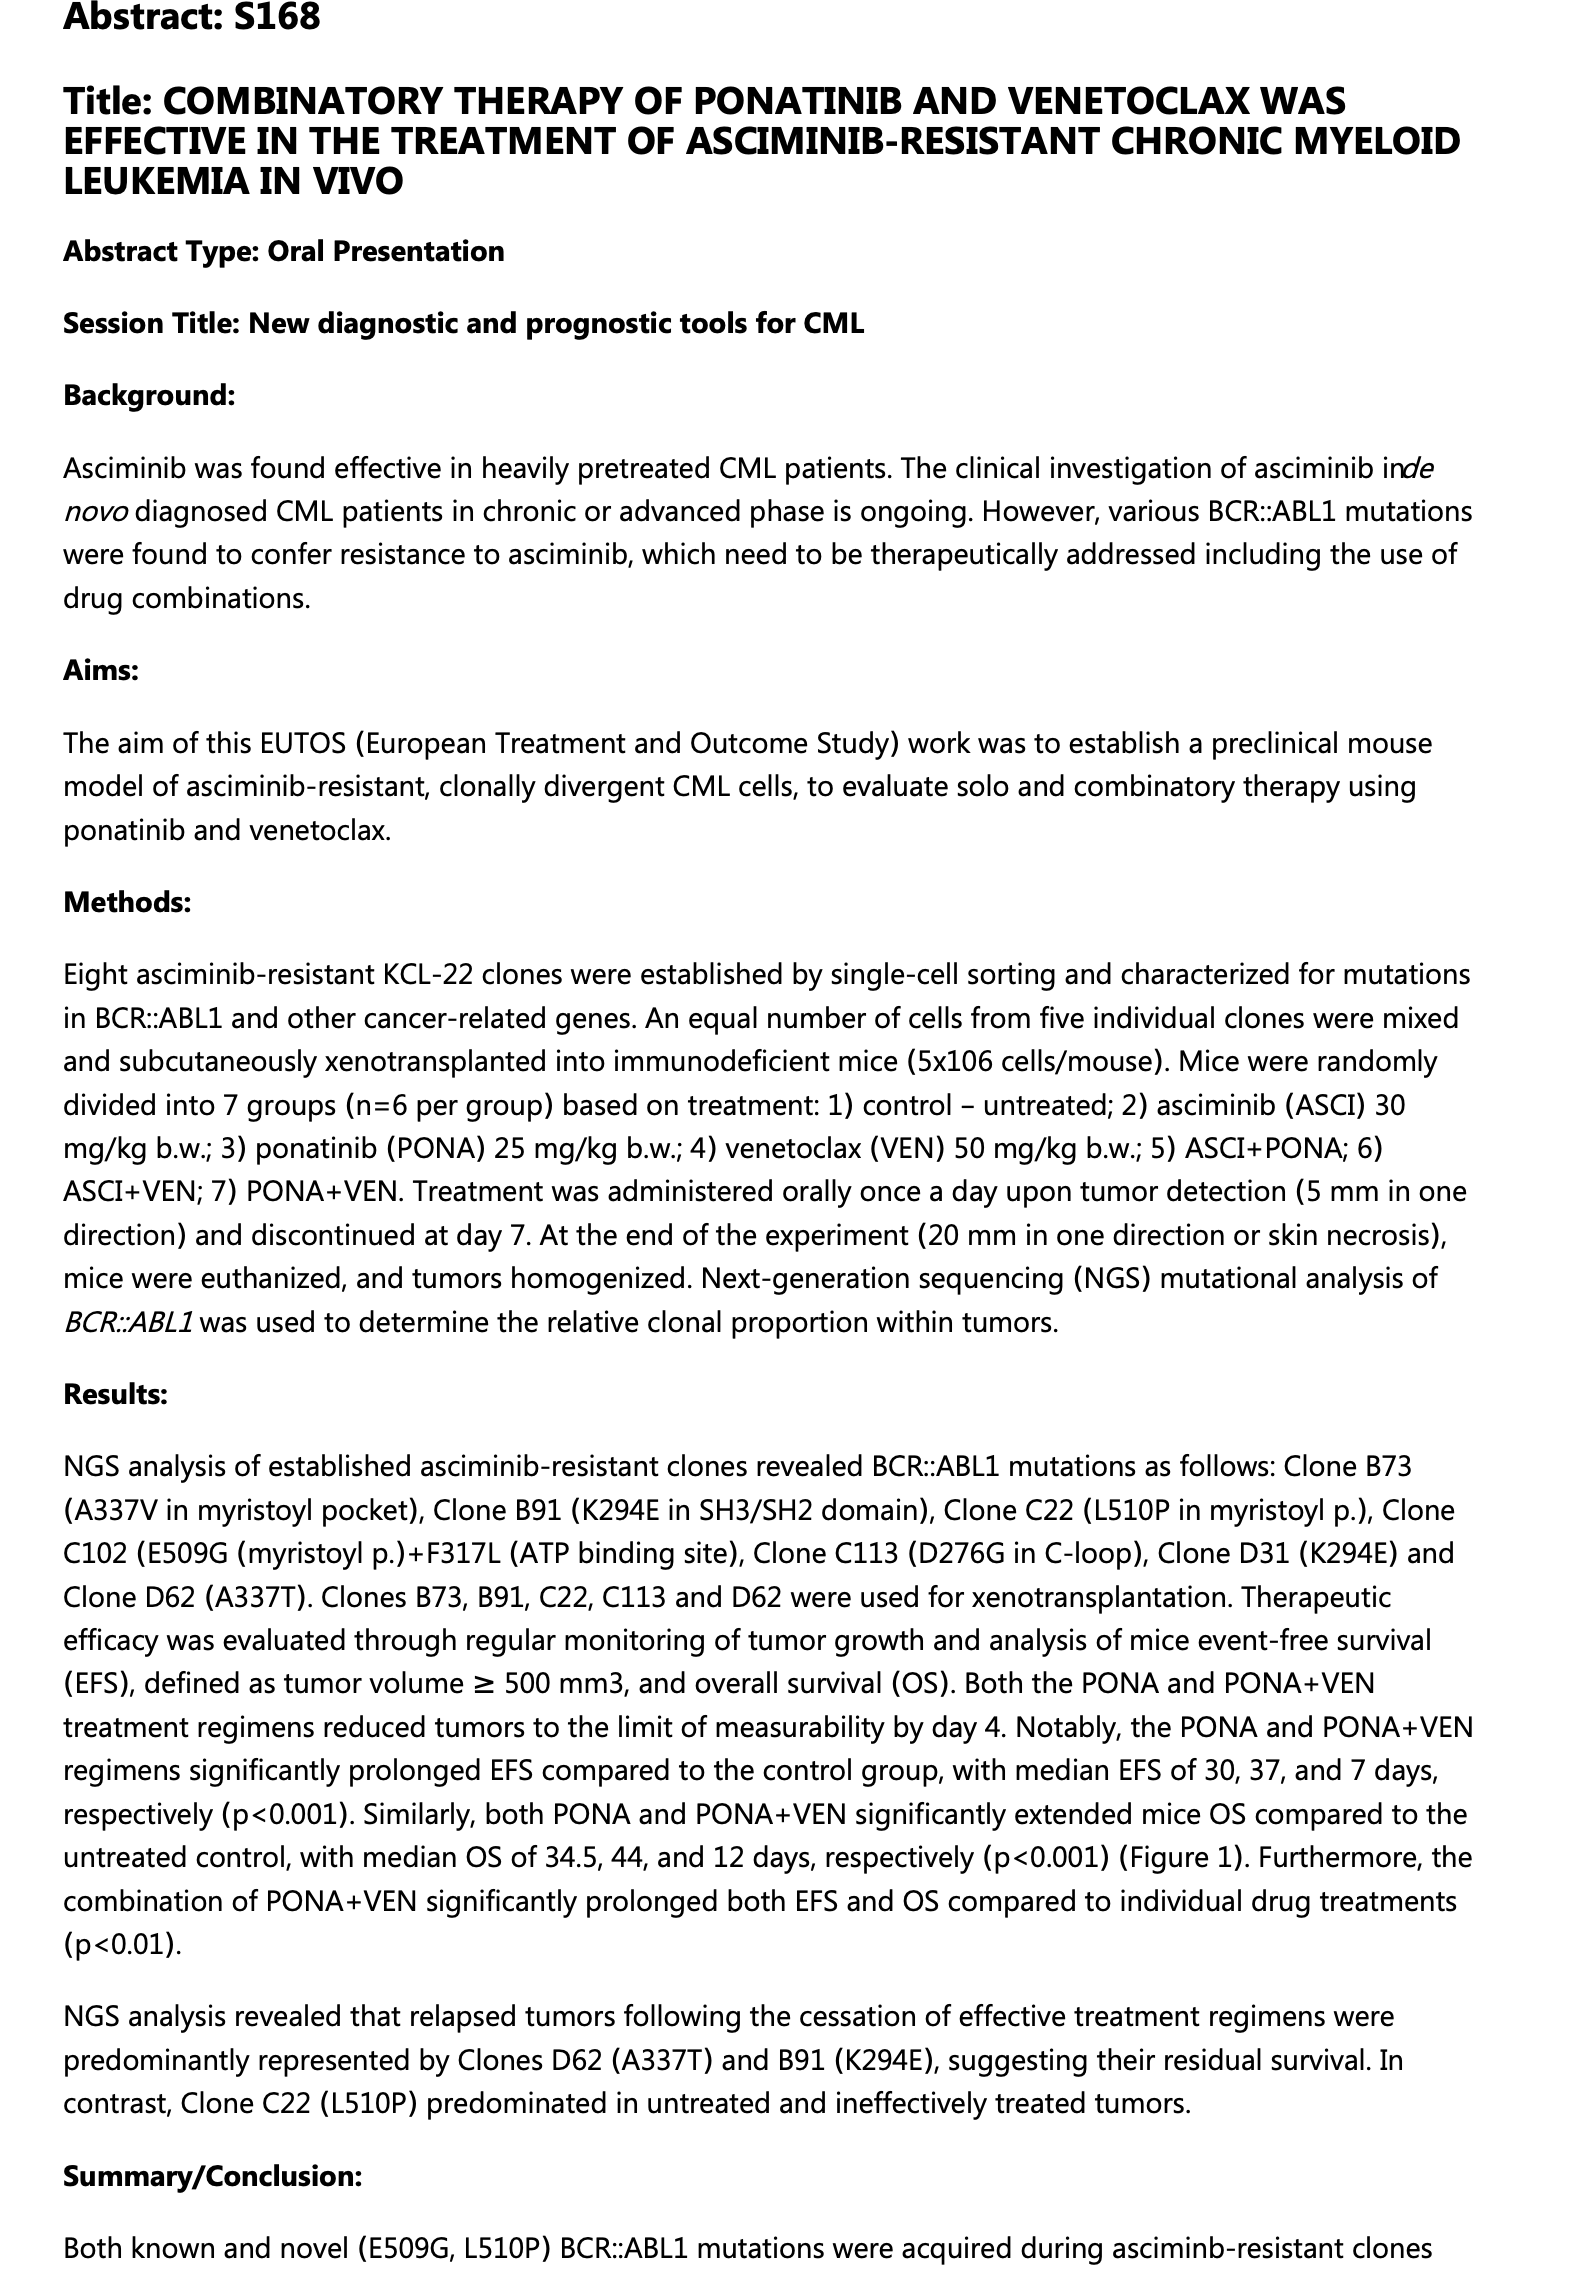 Abstract: S168
Title: COMBINATORY THERAPY OF PONATINIB AND VENETOCLAX WAS
EFFECTIVE IN THE TREATMENT OF ASCIMINIB-RESISTANT CHRONIC MYELOID
LEUKEMIA IN VIVO
Abstract Type: Oral Presentation
Session Title: New diagnostic and prognostic tools for CML
Background:
Asciminib was found effective in heavily pretreated CML patients. The clinical investigation of asciminib inde
novo diagnosed CML patients in chronic or advanced phase is ongoing. However, various BCR::ABL1 mutations
were found to confer resistance to asciminib, which need to be therapeutically addressed including the use of
drug combinations.
Aims:
The aim of this EUTOS (European Treatment and Outcome Study) work was to establish a preclinical mouse
model of asciminib-resistant, clonally divergent CML cells, to evaluate solo and combinatory therapy using
ponatinib and venetoclax.
Methods:
Eight asciminib-resistant KCL-22 clones were established by single-cell sorting and characterized for mutations
in BCR::ABL1 and other cancer-related genes. An equal number of cells from five individual clones were mixed
and subcutaneously xenotransplanted into immunodeficient mice (5x106 cells/mouse). Mice were randomly
divided into 7 groups (n=6 per group) based on treatment: 1) control – untreated; 2) asciminib (ASCI) 30
mg/kg b.w.; 3) ponatinib (PONA) 25 mg/kg b.w.; 4) venetoclax (VEN) 50 mg/kg b.w.; 5) ASCI+PONA; 6)
ASCI+VEN; 7) PONA+VEN. Treatment was administered orally once a day upon tumor detection (5 mm in one
direction) and discontinued at day 7. At the end of the experiment (20 mm in one direction or skin necrosis),
mice were euthanized, and tumors homogenized. Next-generation sequencing (NGS) mutational analysis of
BCR::ABL1 was used to determine the relative clonal proportion within tumors.
Results:
NGS analysis of established asciminib-resistant clones revealed BCR::ABL1 mutations as follows: Clone B73
(A337V in myristoyl pocket), Clone B91 (K294E in SH3/SH2 domain), Clone C22 (L510P in myristoyl p.), Clone
C102 (E509G (myristoyl p.)+F317L (ATP binding site), Clone C113 (D276G in C-loop), Clone D31 (K294E) and
Clone D62 (A337T). Clones B73, B91, C22, C113 and D62 were used for xenotransplantation. Therapeutic
efficacy was evaluated through regular monitoring of tumor growth and analysis of mice event-free survival
(EFS), defined as tumor volume ≥ 500 mm3, and overall survival (OS). Both the PONA and PONA+VEN
treatment regimens reduced tumors to the limit of measurability by day 4. Notably, the PONA and PONA+VEN
regimens significantly prolonged EFS compared to the control group, with median EFS of 30, 37, and 7 days,
respectively (p<0.001). Similarly, both PONA and PONA+VEN significantly extended mice OS compared to the
untreated control, with median OS of 34.5, 44, and 12 days, respectively (p<0.001) (Figure 1). Furthermore, the
combination of PONA+VEN significantly prolonged both EFS and OS compared to individual drug treatments
(p<0.01).
NGS analysis revealed that relapsed tumors following the cessation of effective treatment regimens were
predominantly represented by Clones D62 (A337T) and B91 (K294E), suggesting their residual survival. In
contrast, Clone C22 (L510P) predominated in untreated and ineffectively treated tumors.
Summary/Conclusion:
Both known and novel (E509G, L510P) BCR::ABL1 mutations were acquired during asciminb-resistant clones